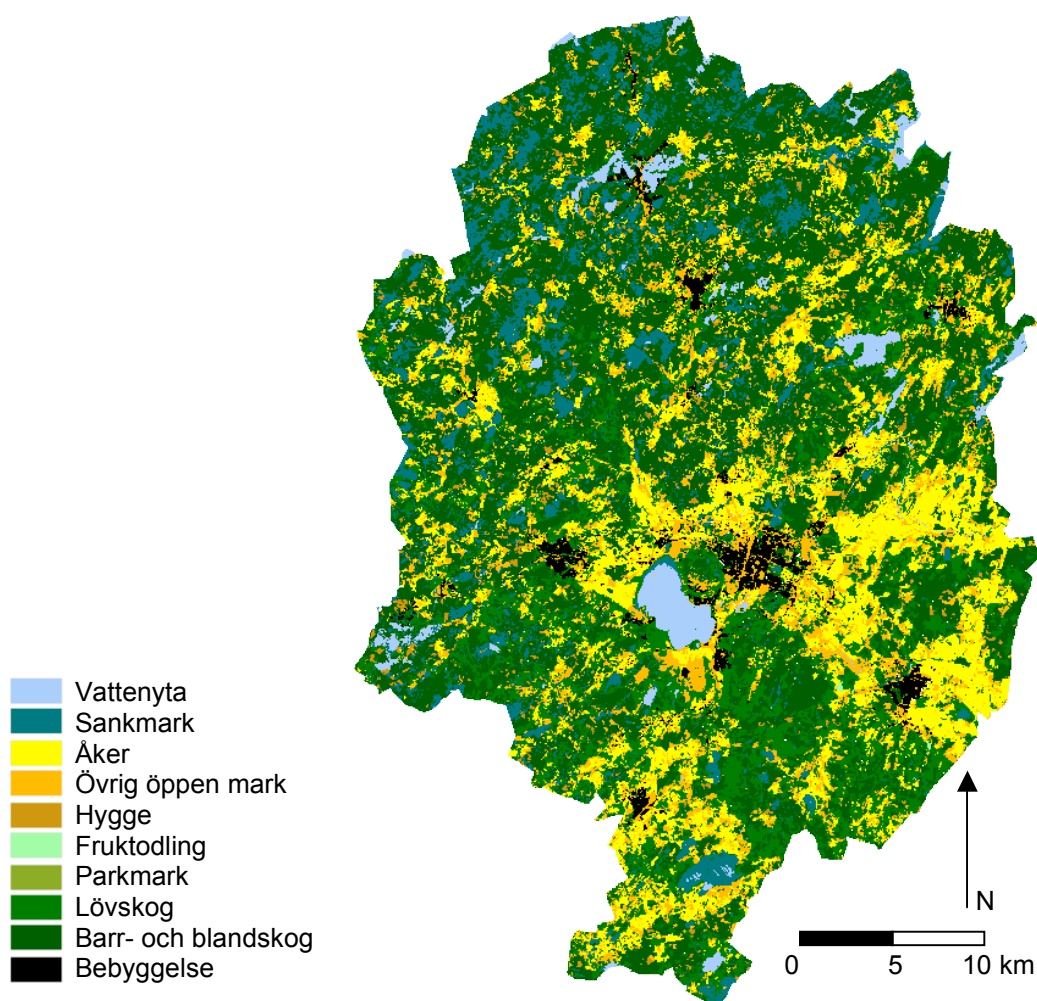 Vattenyta
Sankmark
Åker
Övrig öppen mark
Hygge
Fruktodling
Parkmark
Lövskog
Barr- och blandskog
Bebyggelse
N
0 5 10 km